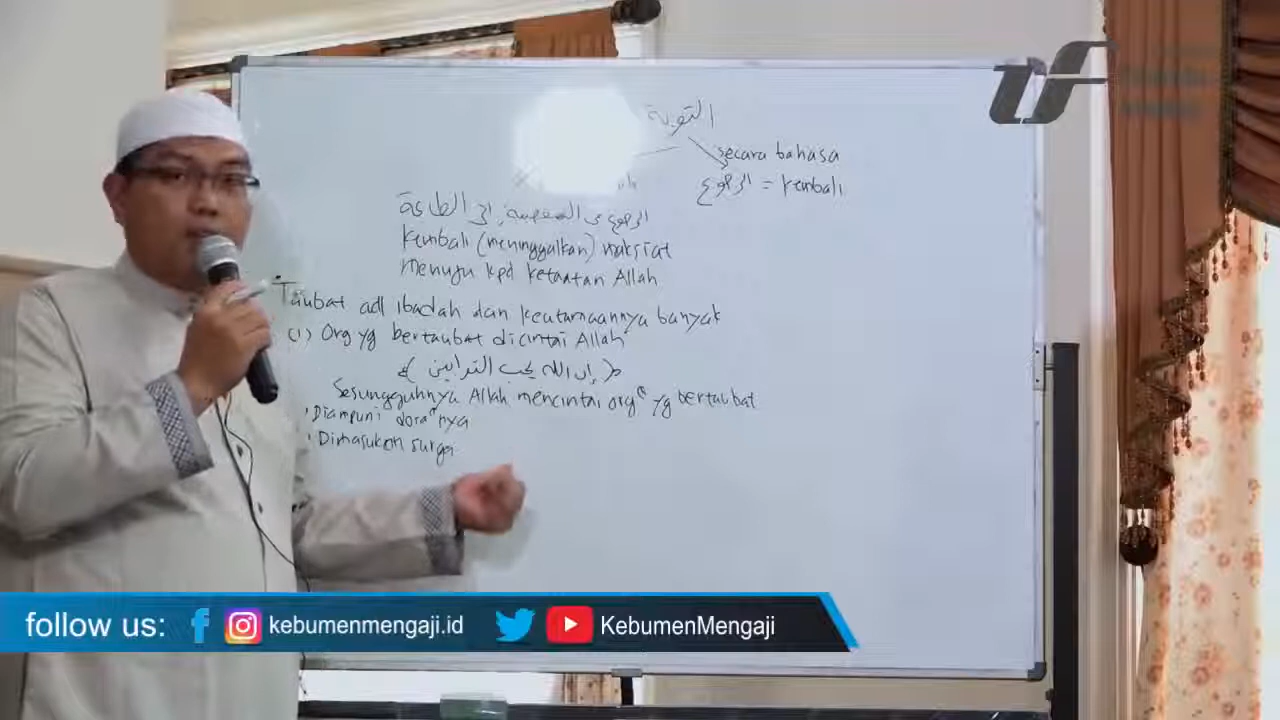 التوبة
secara bahasa
الرجوع = kembali
الرجوع من المعصية إلى الطاعة
kembali (meninggalkan) maksiat
menuju kpd ketaatan Allah
Taubat adl ibadah dan keutamaannya banyak
(1) Org yg bertaubat dicintai Allah
﴿ إن الله يحب التوابين ﴾
Sesungguhnya Allah mencintai org² yg bertaubat
' Diampuni dosa²nya
' Dimasukan surga
follow us: kebumenmengaji.id KebumenMengaji